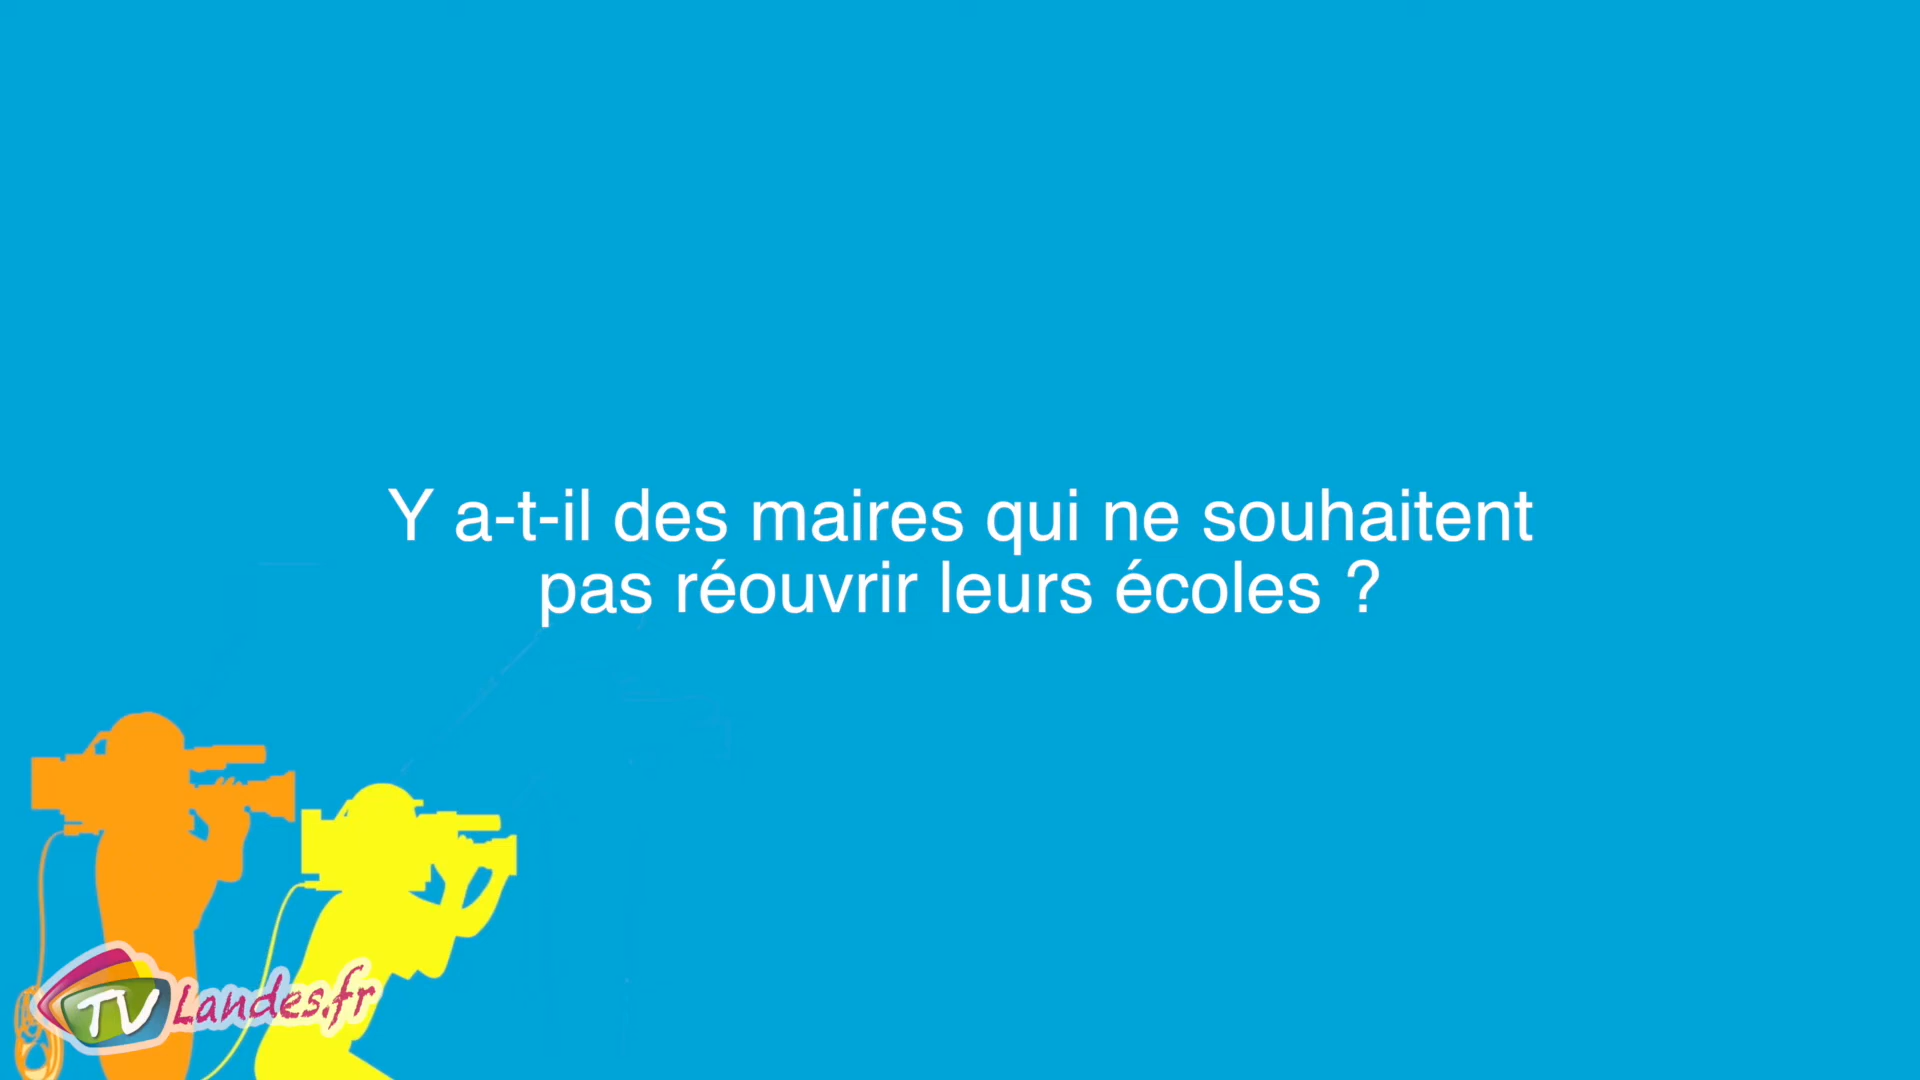 Y a-t-il des maires qui ne souhaitent
pas réouvrir leurs écoles ?
TV Landes.fr